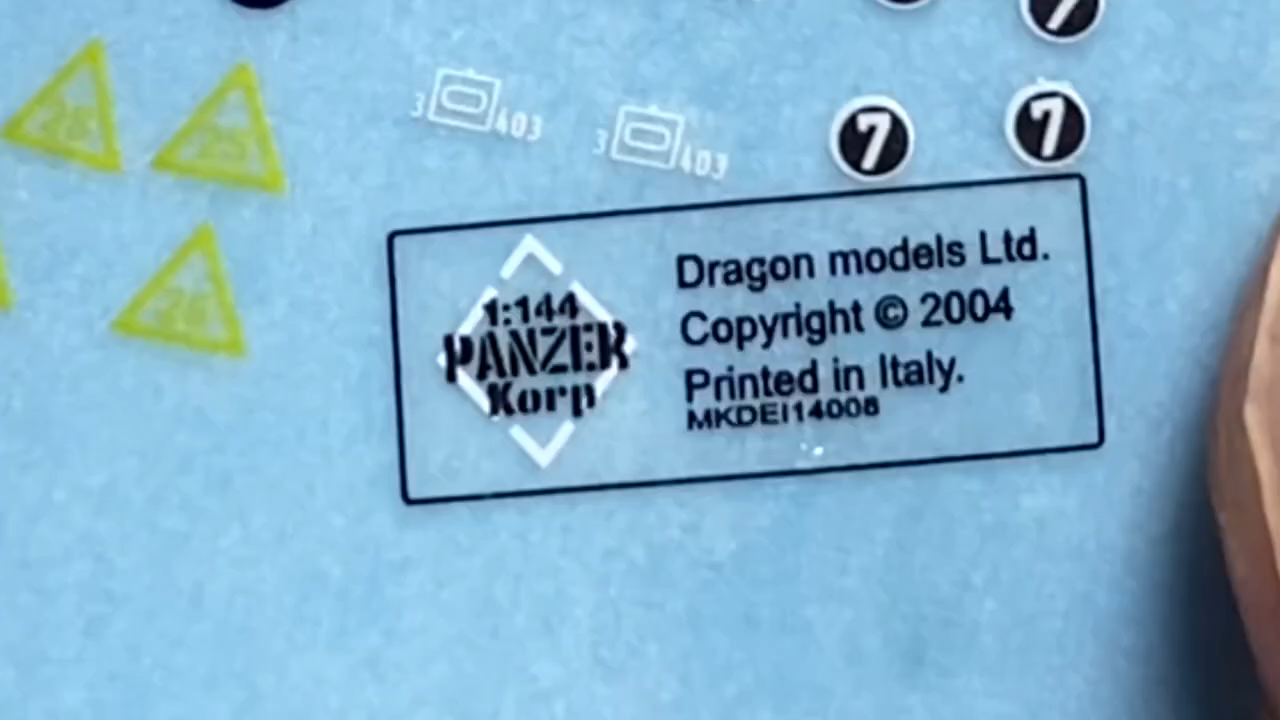 3 403
3 403
7
7
1:144
PANZER
Korp
Dragon models Ltd.
Copyright © 2004
Printed in Italy.
MKDEI14008